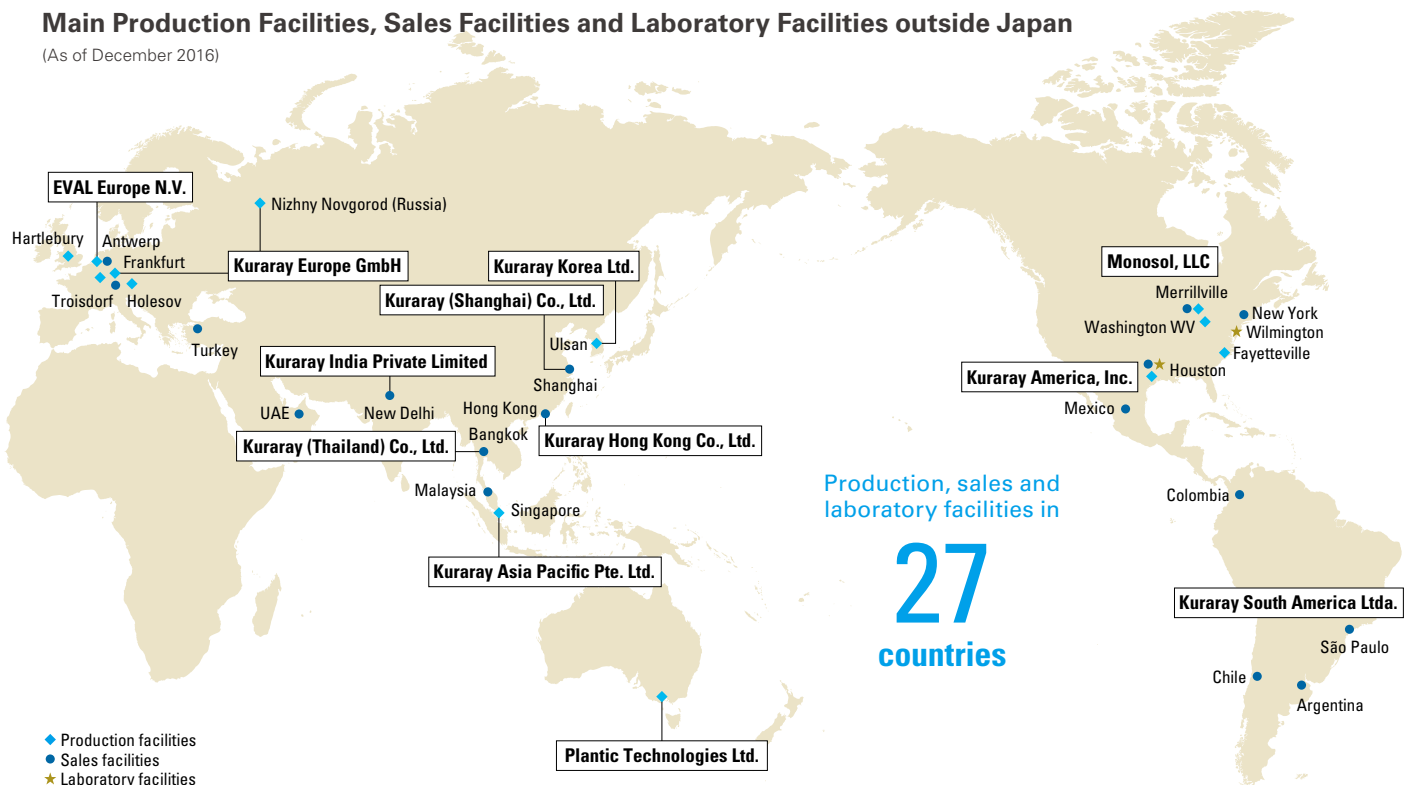 Main Production Facilities, Sales Facilities and Laboratory Facilities outside Japan
(As of December 2016)
EVAL Europe N.V.
Nizhny Novgorod (Russia)
Hartlebury
Antwerp
Frankfurt
Kuraray Europe GmbH
Kuraray Korea Ltd.
Monosol, LLC
Troisdorf
Holesov
Kuraray (Shanghai) Co., Ltd.
Merrillville
New York
Washington WV
Wilmington
Turkey
Ulsan
Fayetteville
Kuraray India Private Limited
Shanghai
Kuraray America, Inc.
Houston
UAE
New Delhi
Hong Kong
Mexico
Kuraray (Thailand) Co., Ltd.
Bangkok
Kuraray Hong Kong Co., Ltd.
Malaysia
Singapore
Production, sales and
laboratory facilities in
27
countries
Colombia
Kuraray Asia Pacific Pte. Ltd.
Kuraray South America Ltda.
São Paulo
Chile
Argentina
Plantic Technologies Ltd.
Production facilities
Sales facilities
Laboratory facilities